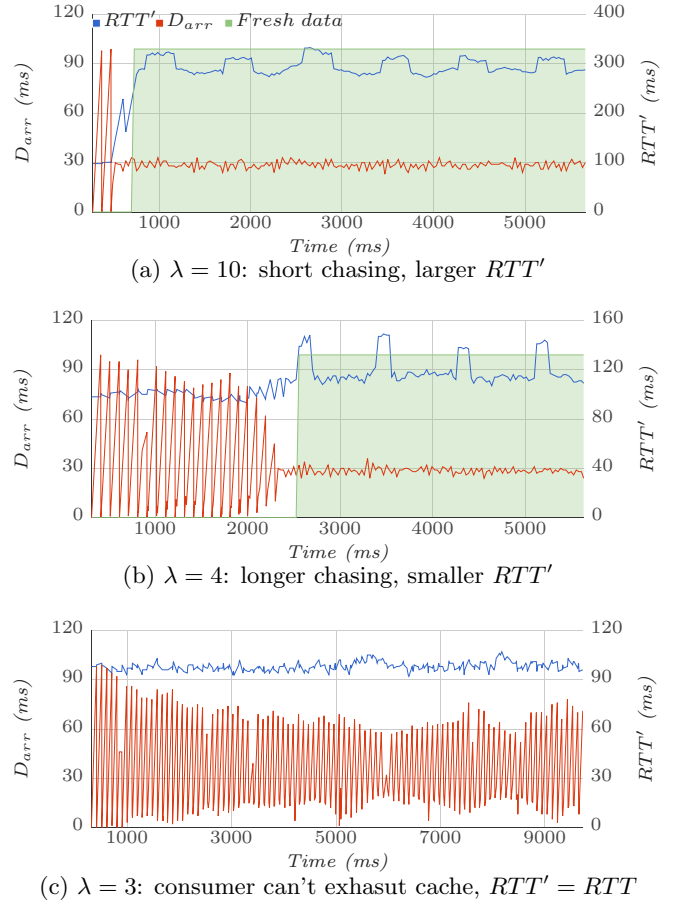 RTT′ D_arr Fresh data
120 400
90 300
60 200
30 100
0 0
D_arr (ms)
RTT′ (ms)
1000 2000 3000 4000 5000
Time (ms)
(a) λ = 10: short chasing, larger RTT′
120 160
90 120
60 80
30 40
0 0
D_arr (ms)
RTT′ (ms)
1000 2000 3000 4000 5000
Time (ms)
(b) λ = 4: longer chasing, smaller RTT′
120 120
90 90
60 60
30 30
0 0
D_arr (ms)
RTT′ (ms)
1000 3000 5000 7000 9000
Time (ms)
(c) λ = 3: consumer can't exhasut cache, RTT′ = RTT